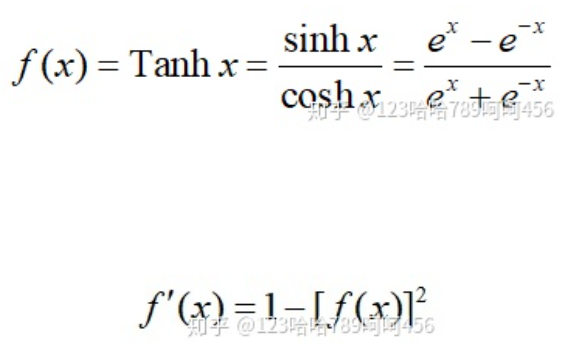 f(x) = Tanh x = sinh x / cosh x = (e^x − e^{−x}) / (e^x + e^{−x})
知乎 @123哈哈789呵呵456
f′(x) = 1 − [f(x)]²
知乎 @123哈哈789呵呵456